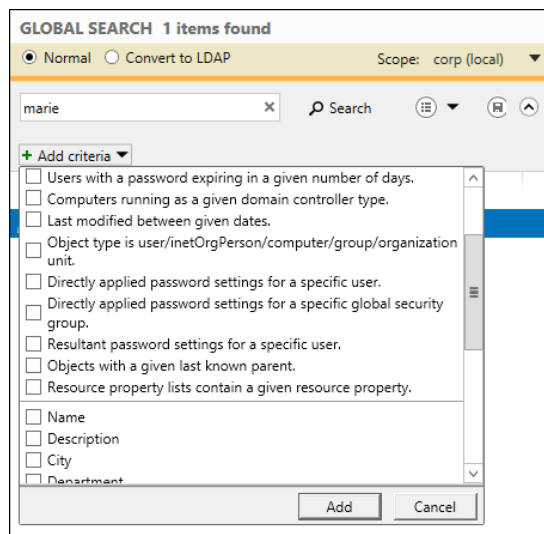 GLOBAL SEARCH 1 items found
Normal Convert to LDAP Scope: corp (local)
marie Search
Add criteria
Users with a password expiring in a given number of days.
Computers running as a given domain controller type.
Last modified between given dates.
Object type is user/inetOrgPerson/computer/group/organization
unit.
Directly applied password settings for a specific user.
Directly applied password settings for a specific global security
group.
Resultant password settings for a specific user.
Objects with a given last known parent.
Resource property lists contain a given resource property.
Name
Description
City
Department
Add Cancel